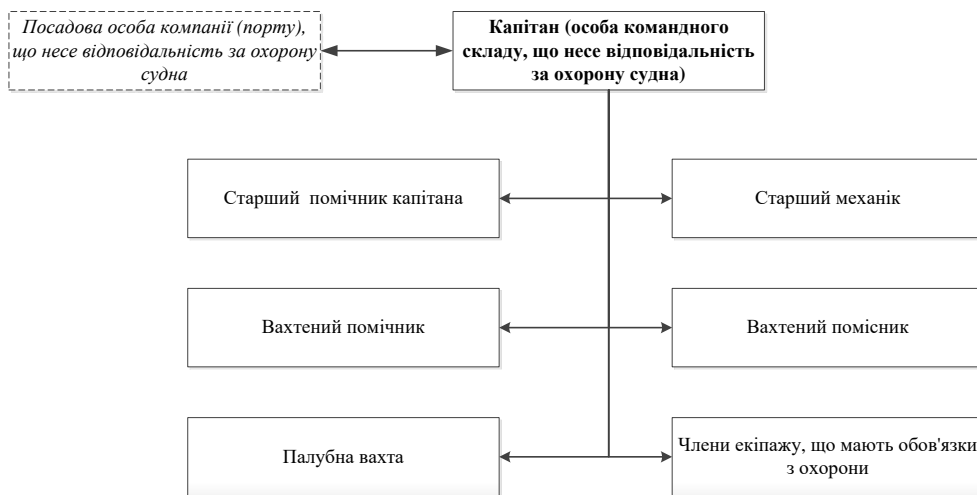 Посадова особа компанії (порту),
що несе відповідальність за охорону
судна
Капітан (особа командного
складу, що несе відповідальність
за охорону судна)
Старший помічник капітана
Старший механік
Вахтений помічник
Вахтений помісник
Палубна вахта
Члени екіпажу, що мають обов'язки
з охорони